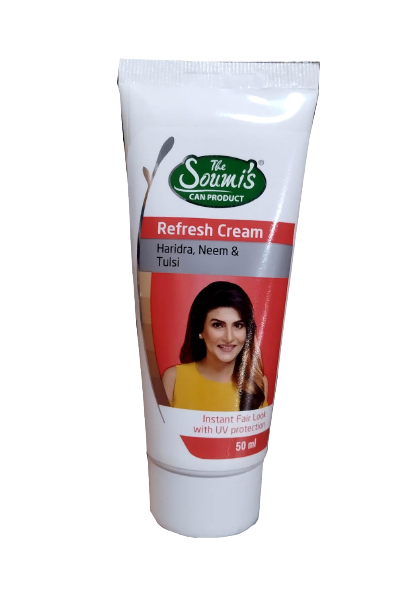 The
Soumi's®
CAN PRODUCT
Refresh Cream
Haridra, Neem &
Tulsi
Instant Fair Look
with UV protection
50 ml